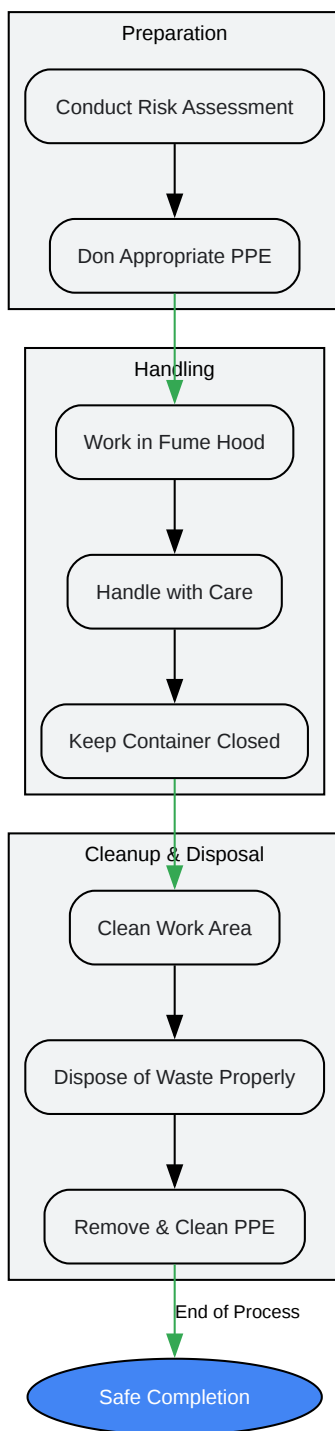 Preparation
Conduct Risk Assessment
Don Appropriate PPE
Handling
Work in Fume Hood
Handle with Care
Keep Container Closed
Cleanup & Disposal
Clean Work Area
Dispose of Waste Properly
Remove & Clean PPE
End of Process
Safe Completion